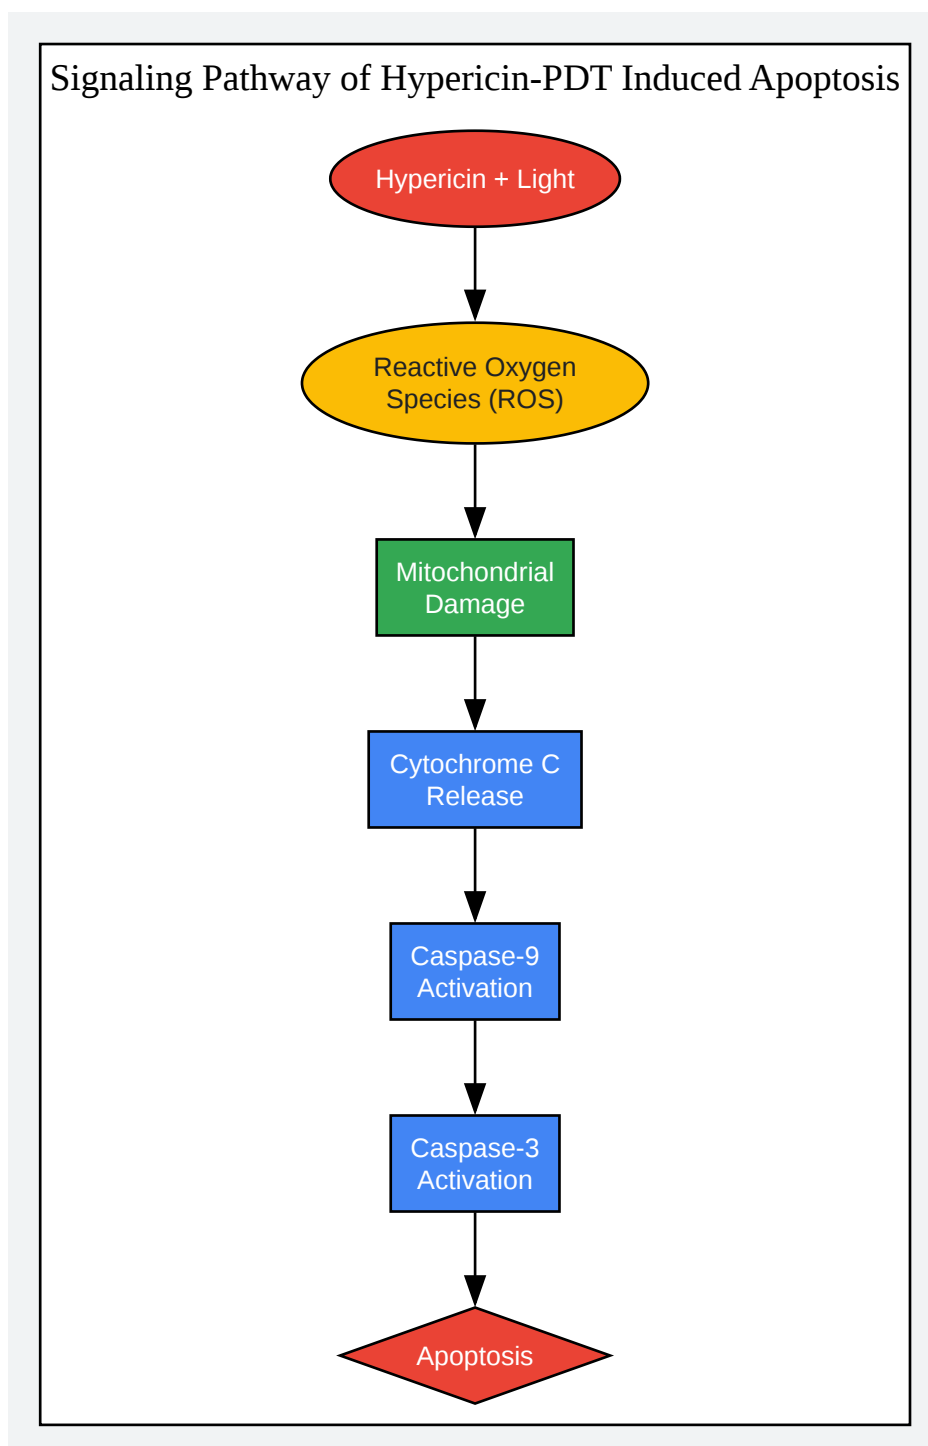 Signaling Pathway of Hypericin-PDT Induced Apoptosis
Hypericin + Light
Reactive Oxygen
Species (ROS)
Mitochondrial
Damage
Cytochrome C
Release
Caspase-9
Activation
Caspase-3
Activation
Apoptosis